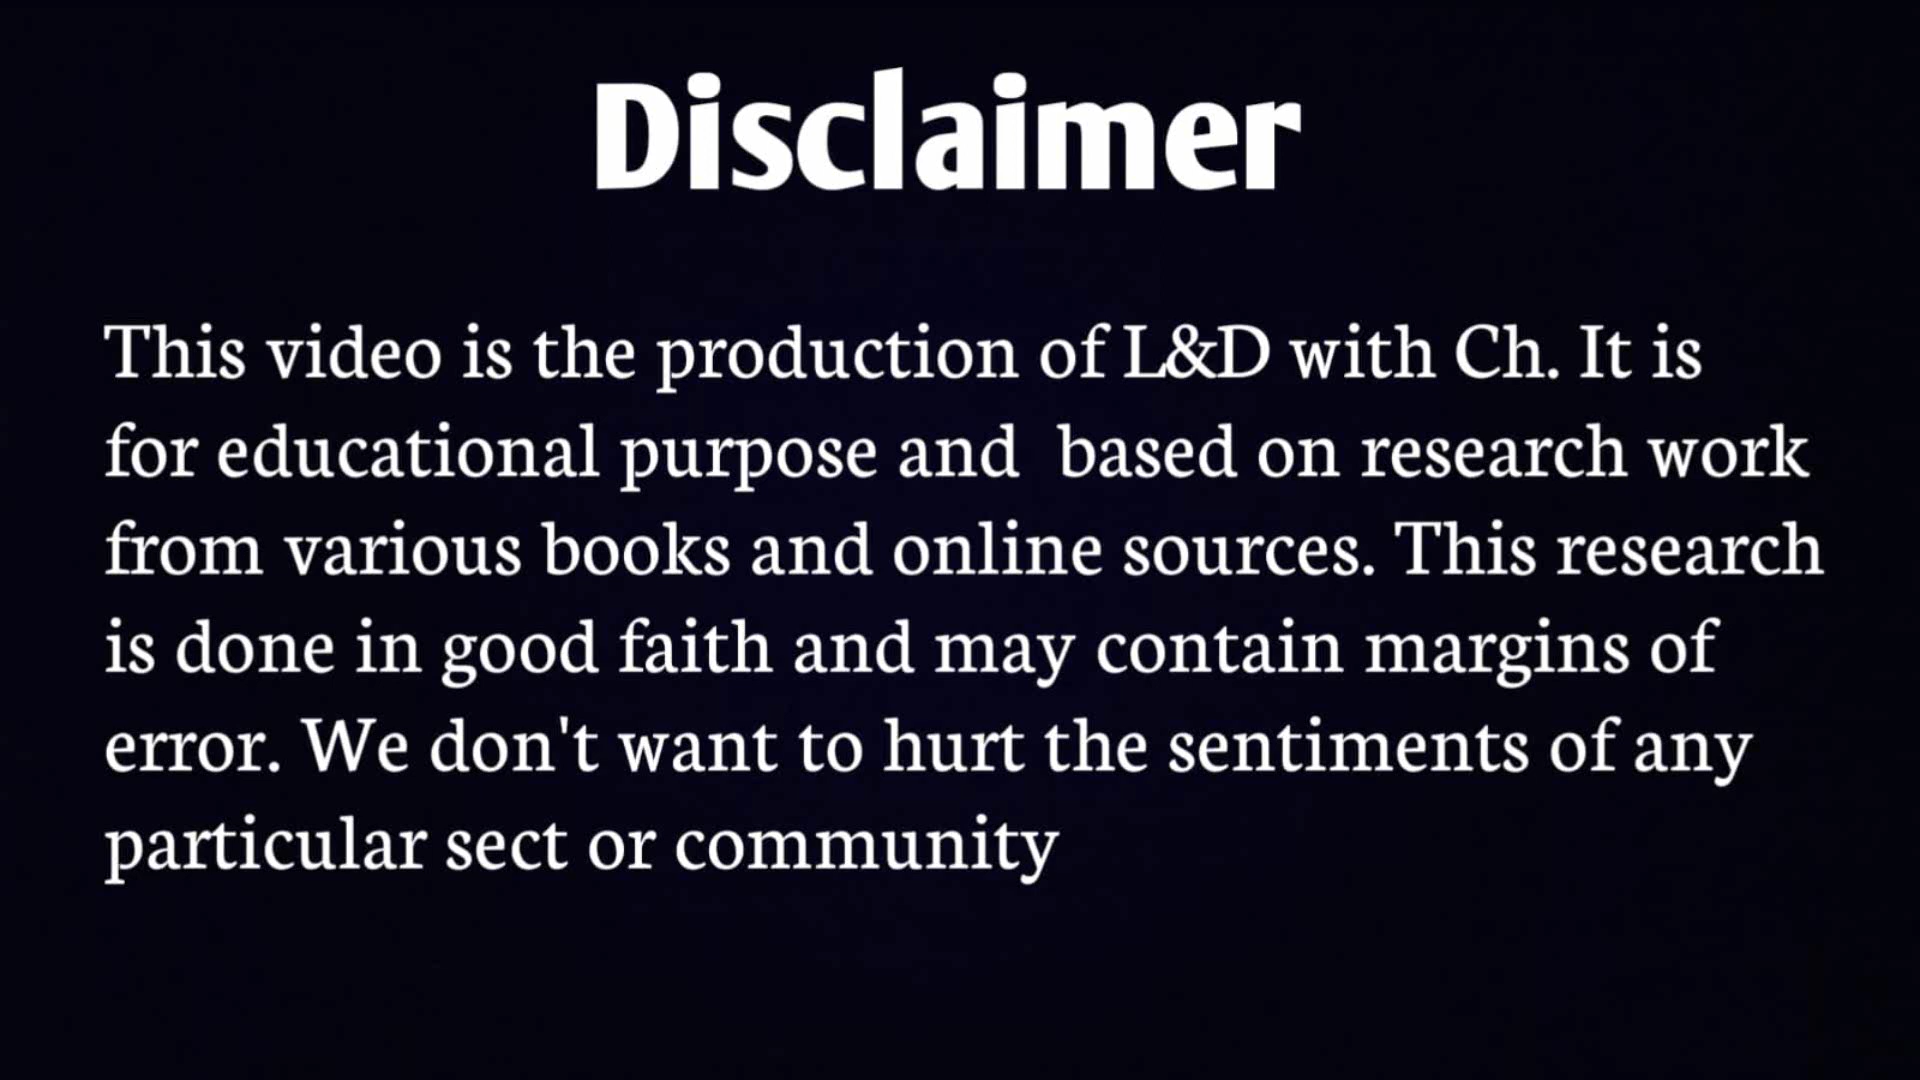 Disclaimer
This video is the production of L&D with Ch. It is
for educational purpose and  based on research work
from various books and online sources. This research
is done in good faith and may contain margins of
error. We don't want to hurt the sentiments of any
particular sect or community